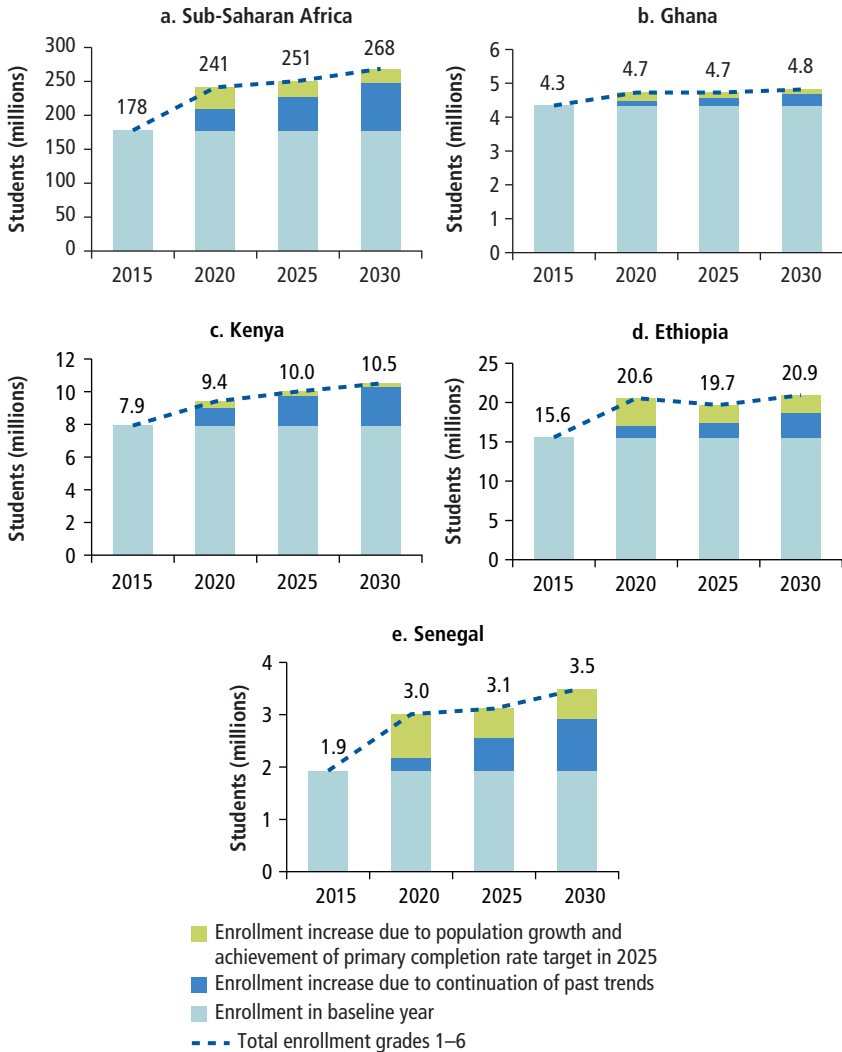 a. Sub-Saharan Africa
Students (millions)
300
250
200
150
100
50
0
178
241
251
268
2015 2020 2025 2030
b. Ghana
Students (millions)
6
5
4
3
2
1
0
4.3
4.7
4.7
4.8
2015 2020 2025 2030
c. Kenya
Students (millions)
12
10
8
6
4
2
0
7.9
9.4
10.0
10.5
2015 2020 2025 2030
d. Ethiopia
Students (millions)
25
20
15
10
5
0
15.6
20.6
19.7
20.9
2015 2020 2025 2030
e. Senegal
Students (millions)
4
3
2
1
0
1.9
3.0
3.1
3.5
2015 2020 2025 2030
Enrollment increase due to population growth and
achievement of primary completion rate target in 2025
Enrollment increase due to continuation of past trends
Enrollment in baseline year
Total enrollment grades 1–6